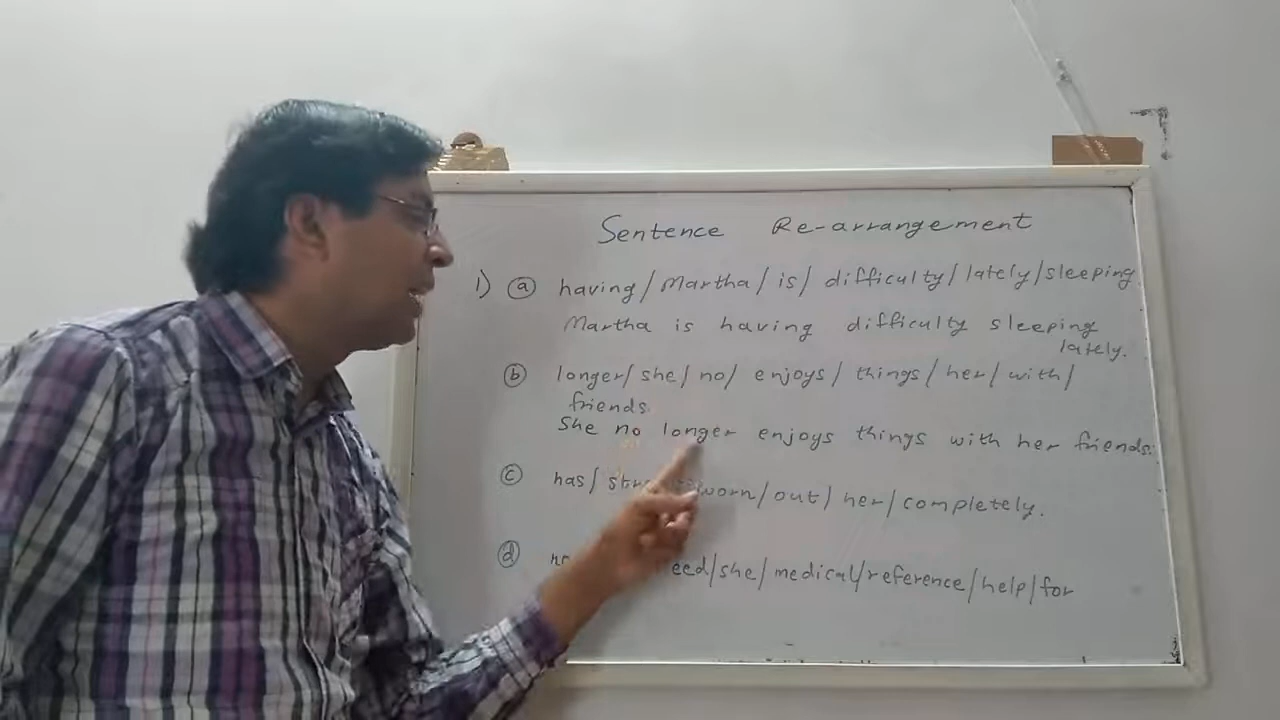 Sentence Re-arrangement
1) (a) having/ Martha/ is/ difficulty/ lately/ sleeping
Martha is having difficulty sleeping
lately.
(b) longer/ she/ no/ enjoys/ things/ her/ with/
friends.
She no longer enjoys things with her friends.
(c) has/ worn/ out/ her/ completely.
(d) she/ medical/ reference/ help/ for